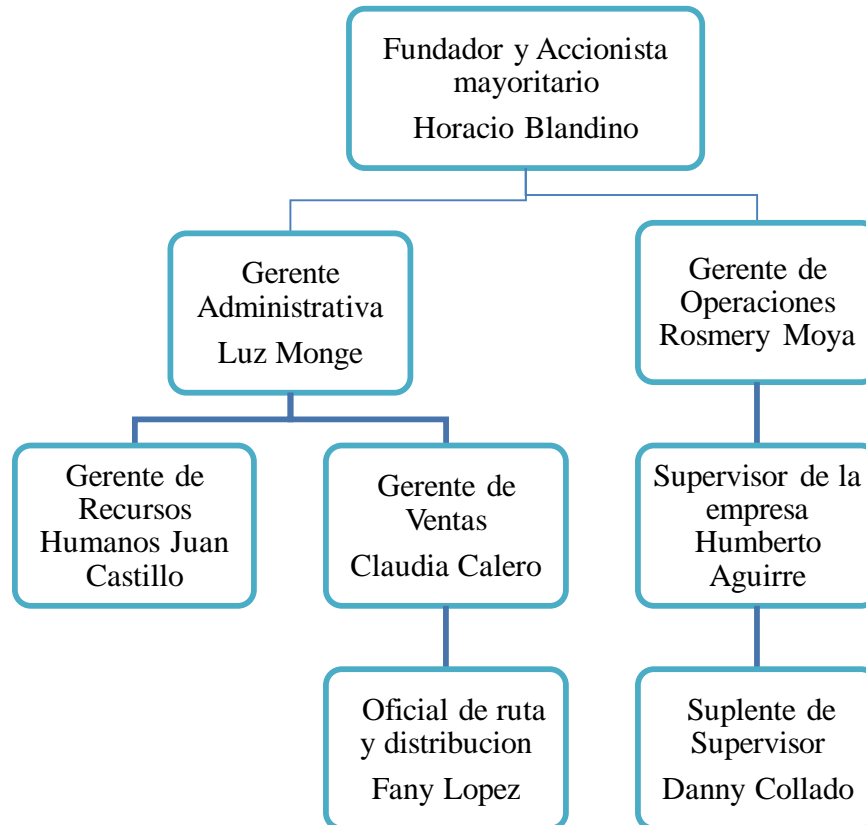 Fundador y Accionista
mayoritario
Horacio Blandino
Gerente
Administrativa
Luz Monge
Gerente de
Operaciones
Rosmery Moya
Gerente de
Recursos
Humanos Juan
Castillo
Gerente de
Ventas
Claudia Calero
Supervisor de la
empresa
Humberto
Aguirre
Oficial de ruta
y distribucion
Fany Lopez
Suplente de
Supervisor
Danny Collado